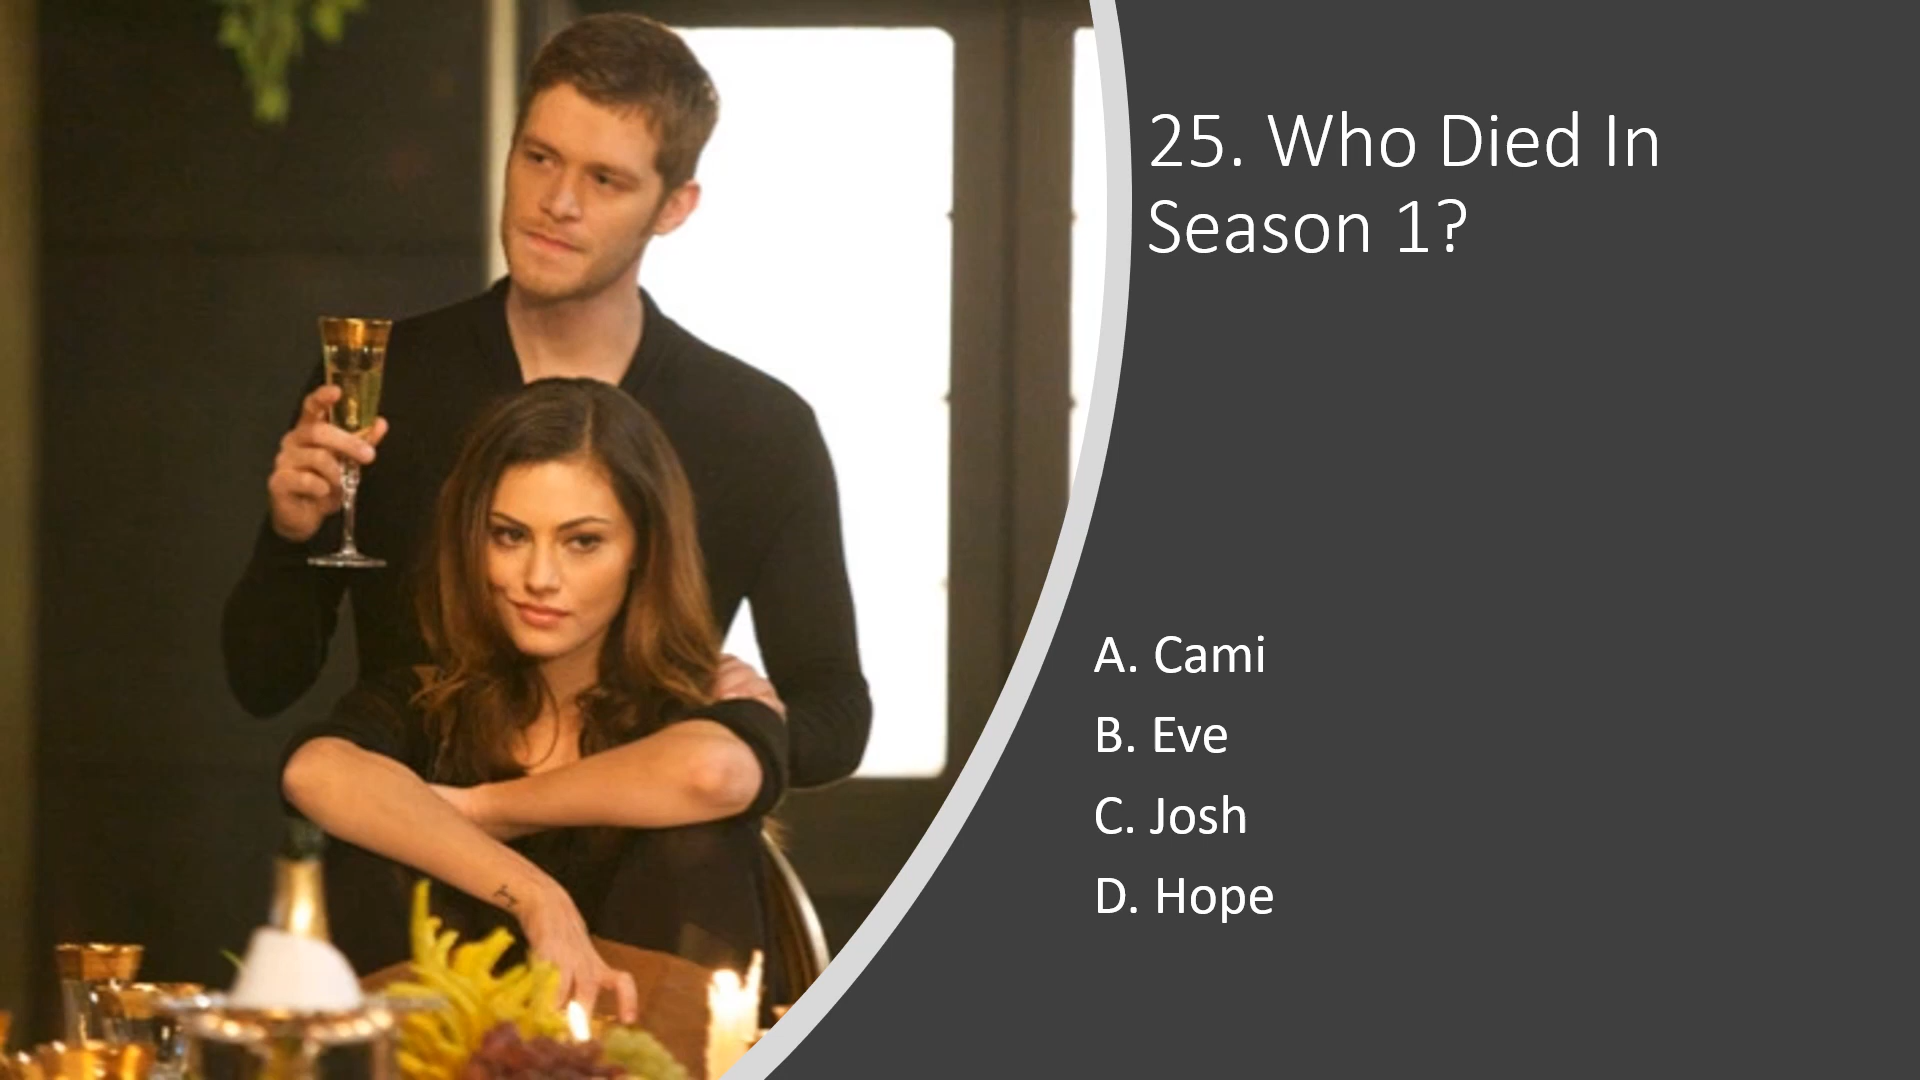 25. Who Died In
Season 1?
A. Cami
B. Eve
C. Josh
D. Hope